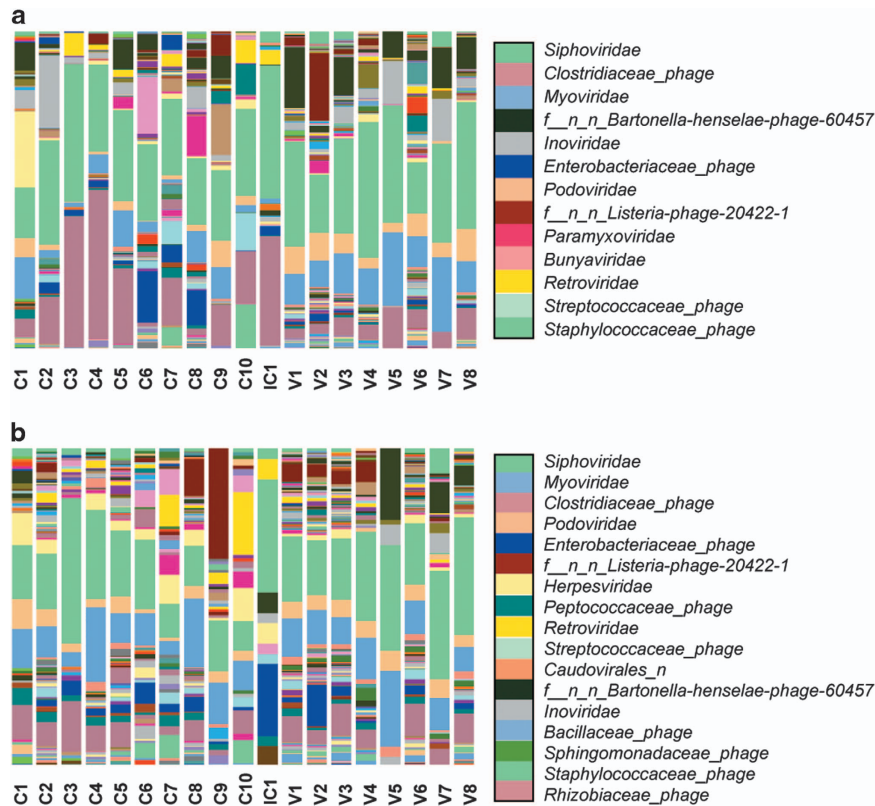 a
Siphoviridae
Clostridiaceae_phage
Myoviridae
f__n_n_Bartonella-henselae-phage-60457
Inoviridae
Enterobacteriaceae_phage
Podoviridae
f__n_n_Listeria-phage-20422-1
Paramyxoviridae
Bunyaviridae
Retroviridae
Streptococcaceae_phage
Staphylococcaceae_phage
C1 C2 C3 C4 C5 C6 C7 C8 C9 C10 IC1 V1 V2 V3 V4 V5 V6 V7 V8
b
Siphoviridae
Myoviridae
Clostridiaceae_phage
Podoviridae
Enterobacteriaceae_phage
f__n_n_Listeria-phage-20422-1
Herpesviridae
Peptococcaceae_phage
Retroviridae
Streptococcaceae_phage
Caudovirales_n
f__n_n_Bartonella-henselae-phage-60457
Inoviridae
Bacillaceae_phage
Sphingomonadaceae_phage
Staphylococcaceae_phage
Rhizobiaceae_phage
C1 C2 C3 C4 C5 C6 C7 C8 C9 C10 IC1 V1 V2 V3 V4 V5 V6 V7 V8